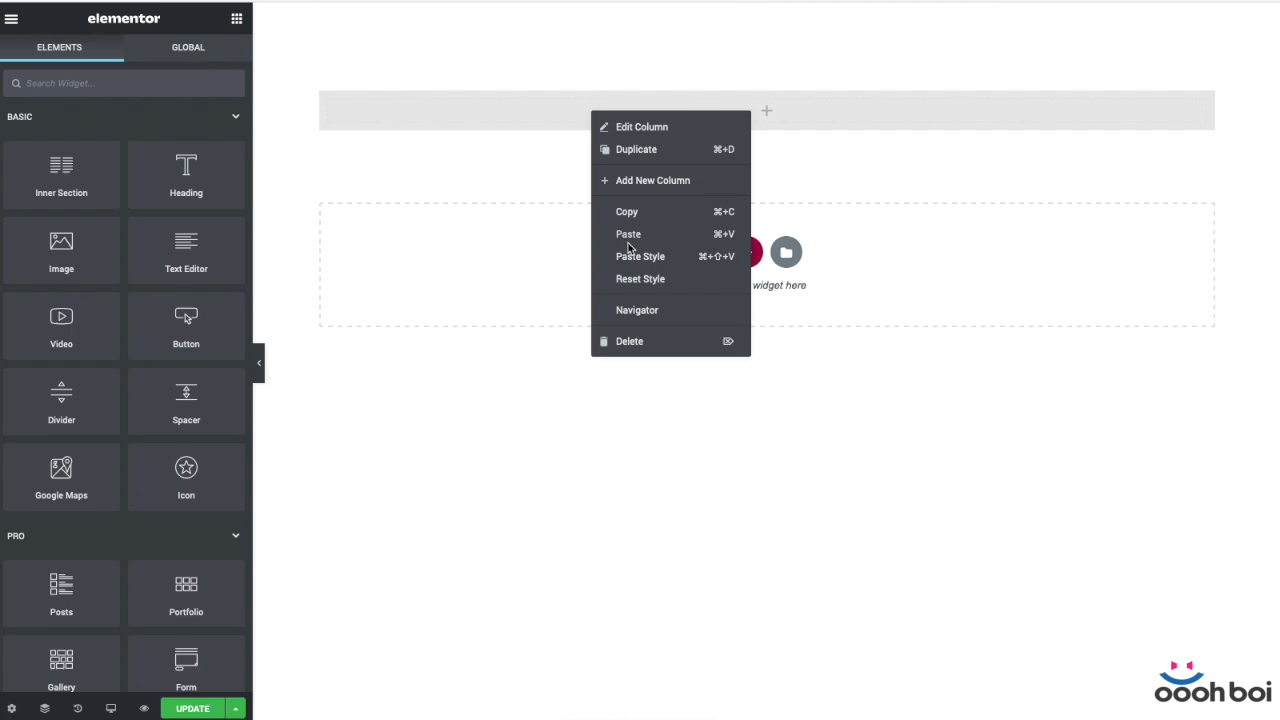 elementor
ELEMENTS
GLOBAL
Search Widget...
BASIC
Inner Section
Heading
Image
Text Editor
Video
Button
Divider
Spacer
Google Maps
Icon
PRO
Posts
Portfolio
Gallery
Form
UPDATE
Edit Column
Duplicate ⌘+D
Add New Column
Copy ⌘+C
Paste ⌘+V
Paste Style ⌘+⇧+V
Reset Style
Navigator
Delete ⌦
widget here
oooh boi